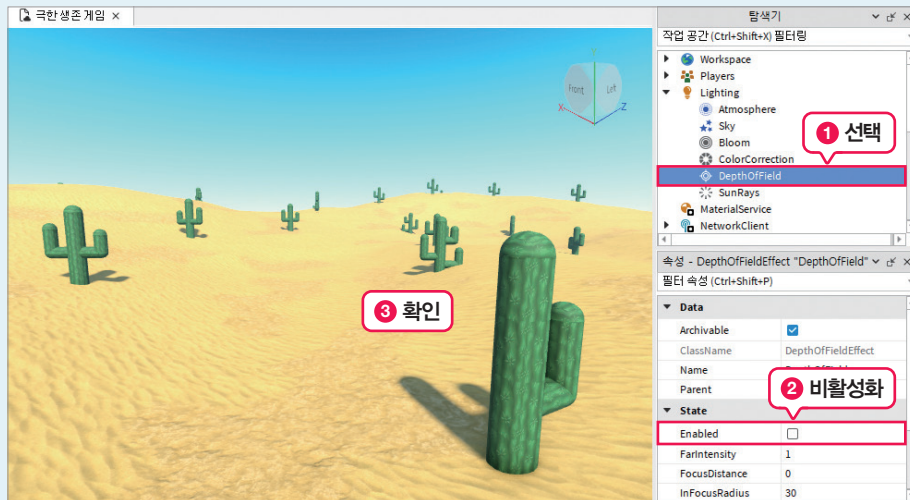 극한생존 게임 ×
Front
Left
Y
X
Z
③ 확인
탐색기
작업 공간 (Ctrl+Shift+X) 필터링
Workspace
Players
Lighting
Atmosphere
Sky
① 선택
Bloom
ColorCorrection
DepthOfField
SunRays
MaterialService
NetworkClient
속성 - DepthOfFieldEffect "DepthOfField"
필터 속성 (Ctrl+Shift+P)
Data
Archivable
ClassName DepthOfFieldEffect
Name
Parent
② 비활성화
State
Enabled
FarIntensity 1
FocusDistance 0
InFocusRadius 30